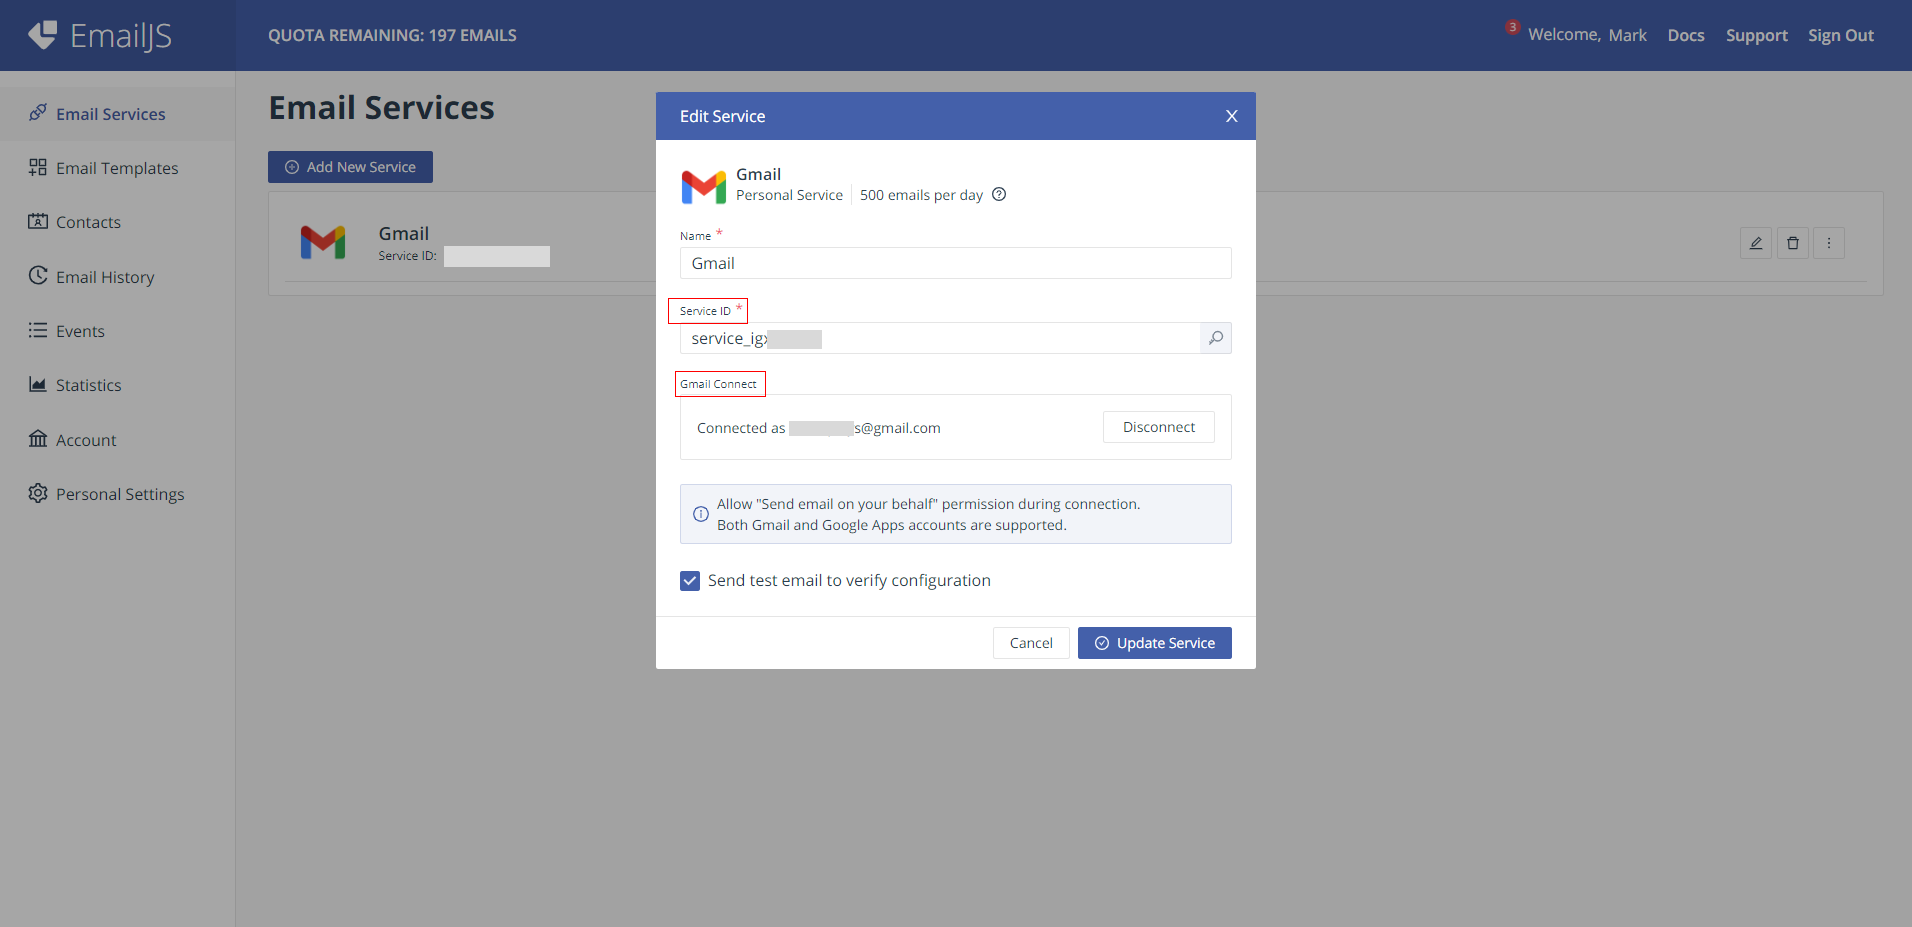 EmailJS
QUOTA REMAINING: 197 EMAILS
3
Welcome, Mark
Docs
Support
Sign Out
Email Services
Email Templates
Contacts
Email History
Events
Statistics
Account
Personal Settings
Email Services
Add New Service
Gmail
Service ID:
Edit Service
X
Gmail
Personal Service
500 emails per day
Name *
Gmail
Service ID *
service_ig
Gmail Connect
Connected as s@gmail.com
Disconnect
Allow "Send email on your behalf" permission during connection.
Both Gmail and Google Apps accounts are supported.
Send test email to verify configuration
Cancel
Update Service